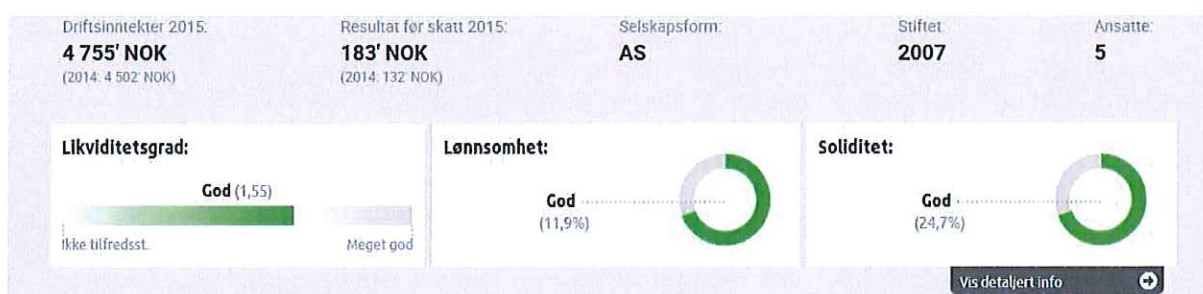 Driftsinntekter 2015: Resultat før skatt 2015: Selskapsform: Stiftet: Ansatte:
4 755' NOK 183' NOK AS 2007 5
(2014: 4 502' NOK) (2014: 132' NOK)
Likviditetsgrad: Lønnsomhet: Soliditet:
God (1,55) God God
(11,9%) (24,7%)
Ikke tilfredsst. Meget god
Vis detaljert info